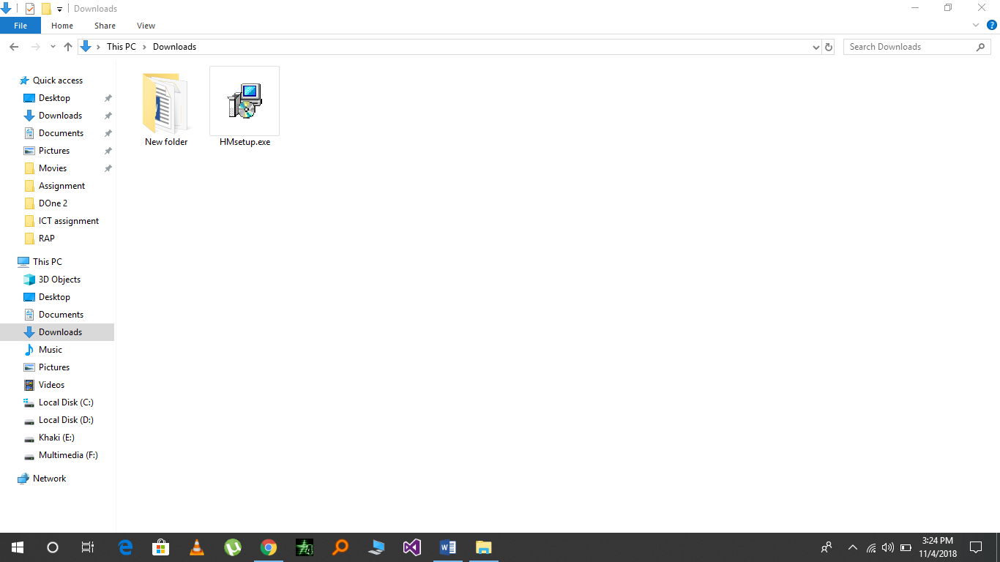 Downloads
File Home Share View
This PC Downloads
Search Downloads
Quick access
Desktop
Downloads
Documents
Pictures
Movies
Assignment
DOne 2
ICT assignment
RAP
This PC
3D Objects
Desktop
Documents
Downloads
Music
Pictures
Videos
Local Disk (C:)
Local Disk (D:)
Khaki (E:)
Multimedia (F:)
Network
New folder HMsetup.exe
3:24 PM
11/4/2018